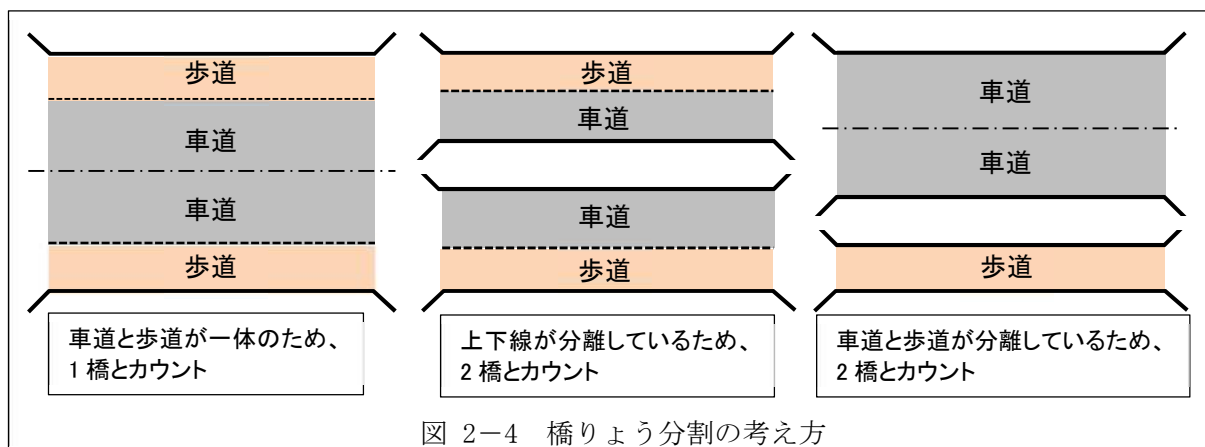 歩道
車道
車道
歩道
車道と歩道が一体のため、
1 橋とカウント
歩道
車道
車道
歩道
上下線が分離しているため、
2 橋とカウント
車道
車道
歩道
車道と歩道が分離しているため、
2 橋とカウント
図 2-4 橋りょう分割の考え方